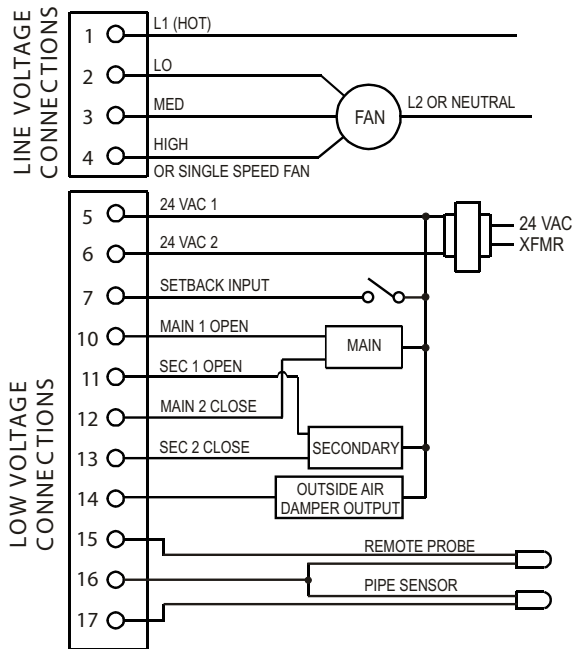 LINE VOLTAGE
CONNECTIONS
1 L1 (HOT)
2 LO
3 MED
4 HIGH
OR SINGLE SPEED FAN
FAN
L2 OR NEUTRAL
LOW VOLTAGE
CONNECTIONS
5 24 VAC 1
6 24 VAC 2
24 VAC
XFMR
7 SETBACK INPUT
10 MAIN 1 OPEN
MAIN
11 SEC 1 OPEN
12 MAIN 2 CLOSE
13 SEC 2 CLOSE
SECONDARY
14
OUTSIDE AIR
DAMPER OUTPUT
15 REMOTE PROBE
16 PIPE SENSOR
17